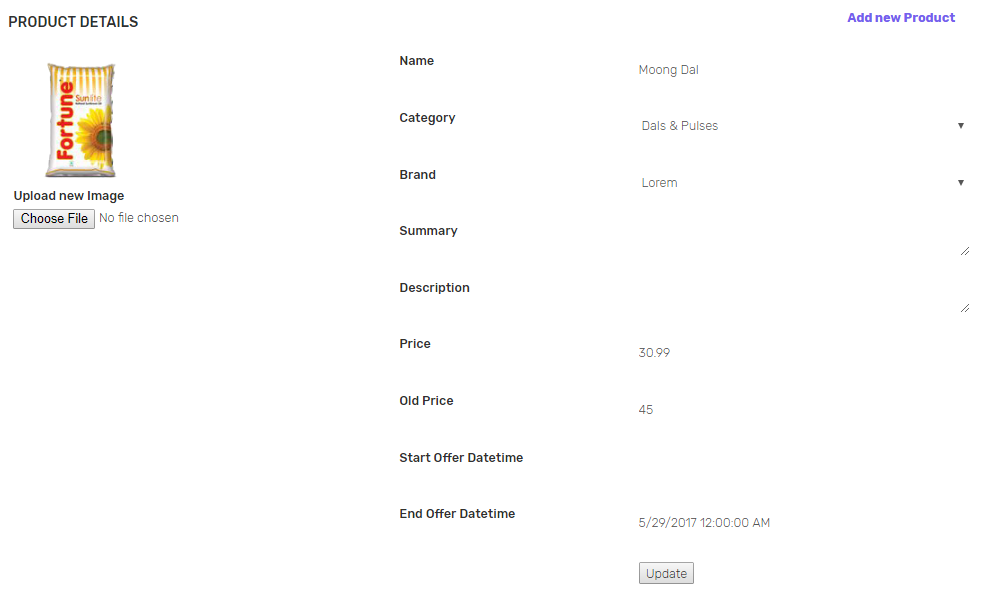 PRODUCT DETAILS
Add new Product
Fortune
Sunlite
Upload new Image
Choose File No file chosen
Name
Moong Dal
Category
Dals & Pulses
Brand
Lorem
Summary
Description
Price
30.99
Old Price
45
Start Offer Datetime
End Offer Datetime
5/29/2017 12:00:00 AM
Update